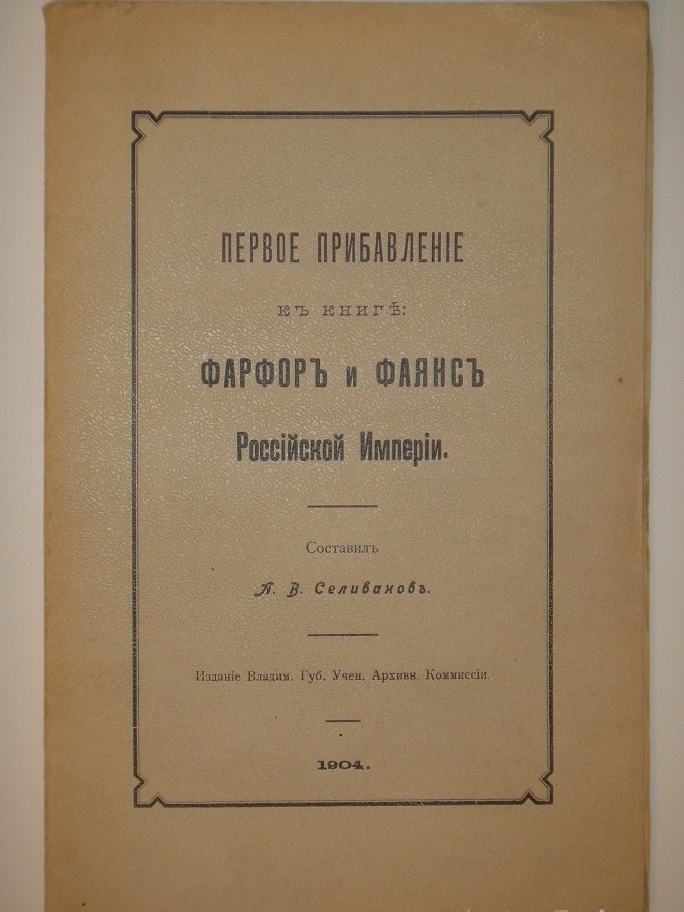 ПЕРВОЕ ПРИБАВЛЕНІЕ
КЪ КНИГѢ:
ФАРФОРЪ и ФАЯНСЪ
Россійской Имперіи.
Составилъ
А. В. Селивановъ.
Изданіе Владим. Губ. Учен. Архивн. Коммиссіи.
1904.